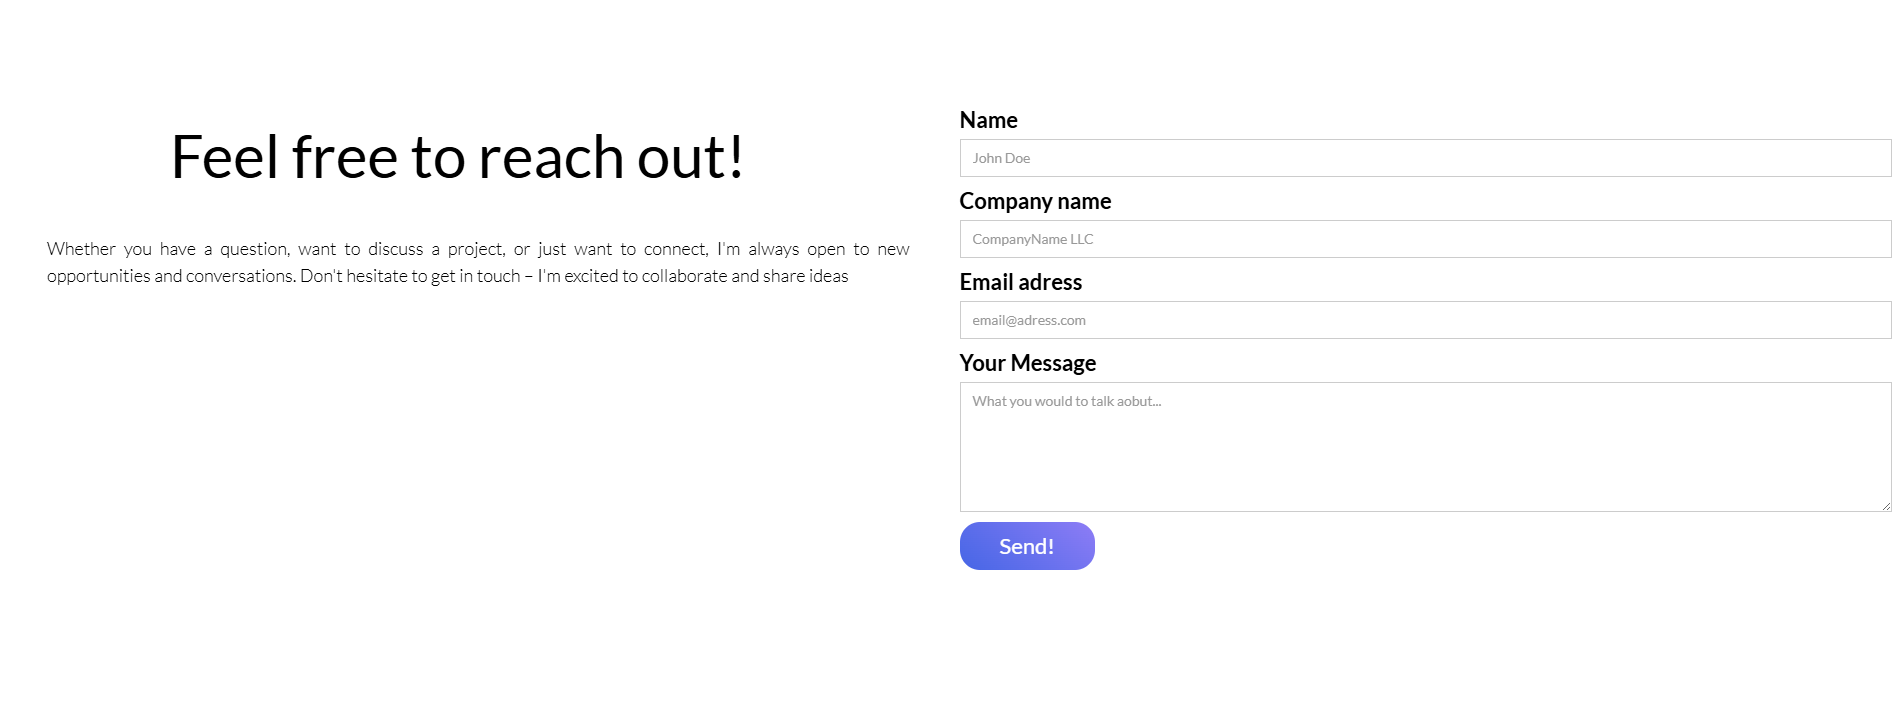 Feel free to reach out!
Whether you have a question, want to discuss a project, or just want to connect, I'm always open to new
opportunities and conversations. Don't hesitate to get in touch – I'm excited to collaborate and share ideas
Name
John Doe
Company name
CompanyName LLC
Email adress
email@adress.com
Your Message
What you would to talk aobut...
Send!